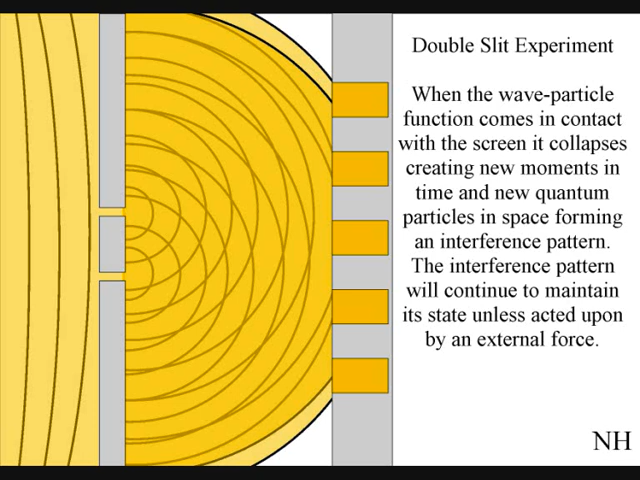 Double Slit Experiment
When the wave-particle
function comes in contact
with the screen it collapses
creating new moments in
time and new quantum
particles in space forming
an interference pattern.
The interference pattern
will continue to maintain
its state unless acted upon
by an external force.
NH